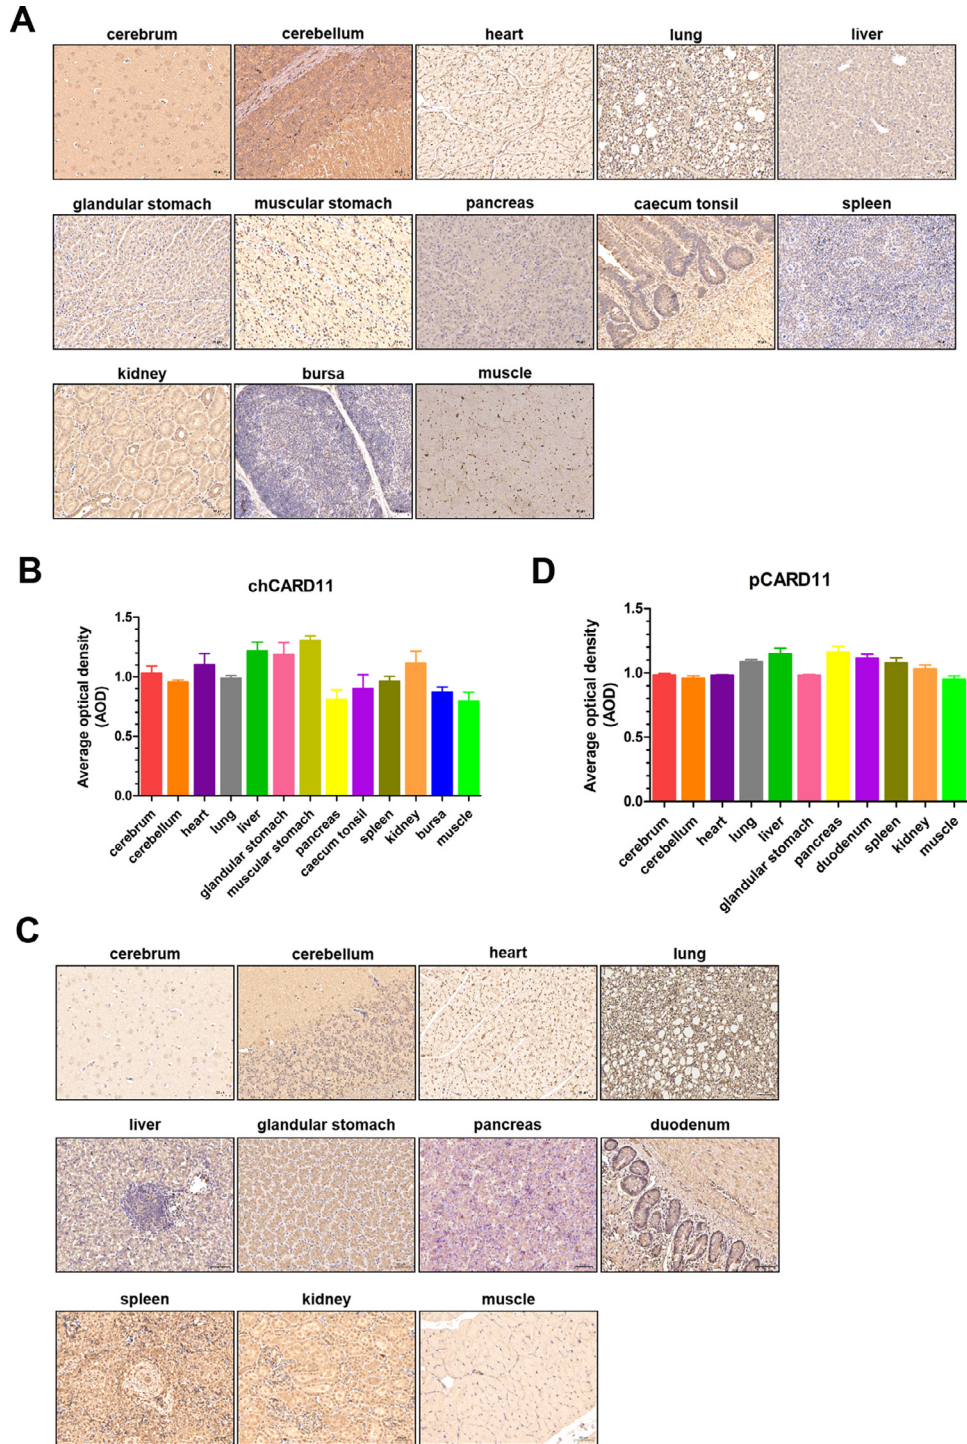 A
cerebrum cerebellum heart lung liver
glandular stomach muscular stomach pancreas caecum tonsil spleen
kidney bursa muscle
B
chCARD11
Average optical density
(AOD)
1.5
1.0
0.5
0.0
cerebrum
cerebellum
heart
lung
liver
glandular stomach
muscular stomach
pancreas
caecum tonsil
spleen
kidney
bursa
muscle
D
pCARD11
Average optical density
(AOD)
1.5
1.0
0.5
0.0
cerebrum
cerebellum
heart
lung
liver
glandular stomach
pancreas
duodenum
spleen
kidney
muscle
C
cerebrum cerebellum heart lung
liver glandular stomach pancreas duodenum
spleen kidney muscle